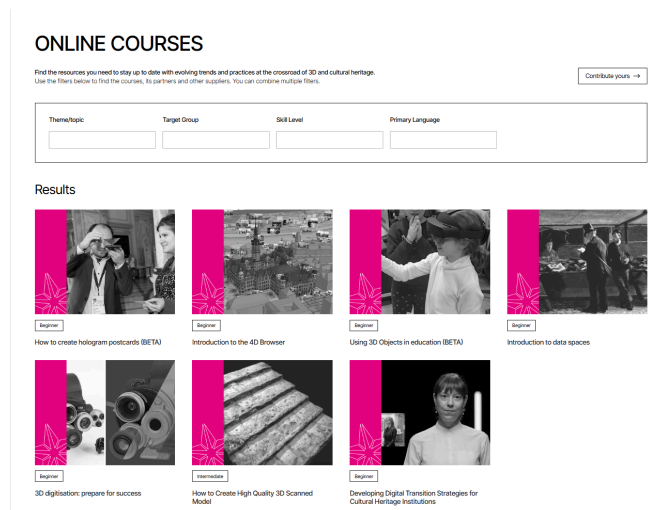 ONLINE COURSES
Find the resources you need to stay up to date with evolving trends and practices at the crossroad of 3D and cultural heritage.
Use the filters below to find the courses, its partners and other suppliers. You can combine multiple filters.
Contribute yours →
Theme/topic
Target Group
Skill Level
Primary Language
Results
Beginner
How to create hologram postcards (BETA)
Beginner
Introduction to the 4D Browser
Beginner
Using 3D Objects in education (BETA)
Beginner
Introduction to data spaces
Beginner
3D digitisation: prepare for success
Intermediate
How to Create High Quality 3D Scanned
Model
Beginner
Developing Digital Transition Strategies for
Cultural Heritage Institutions